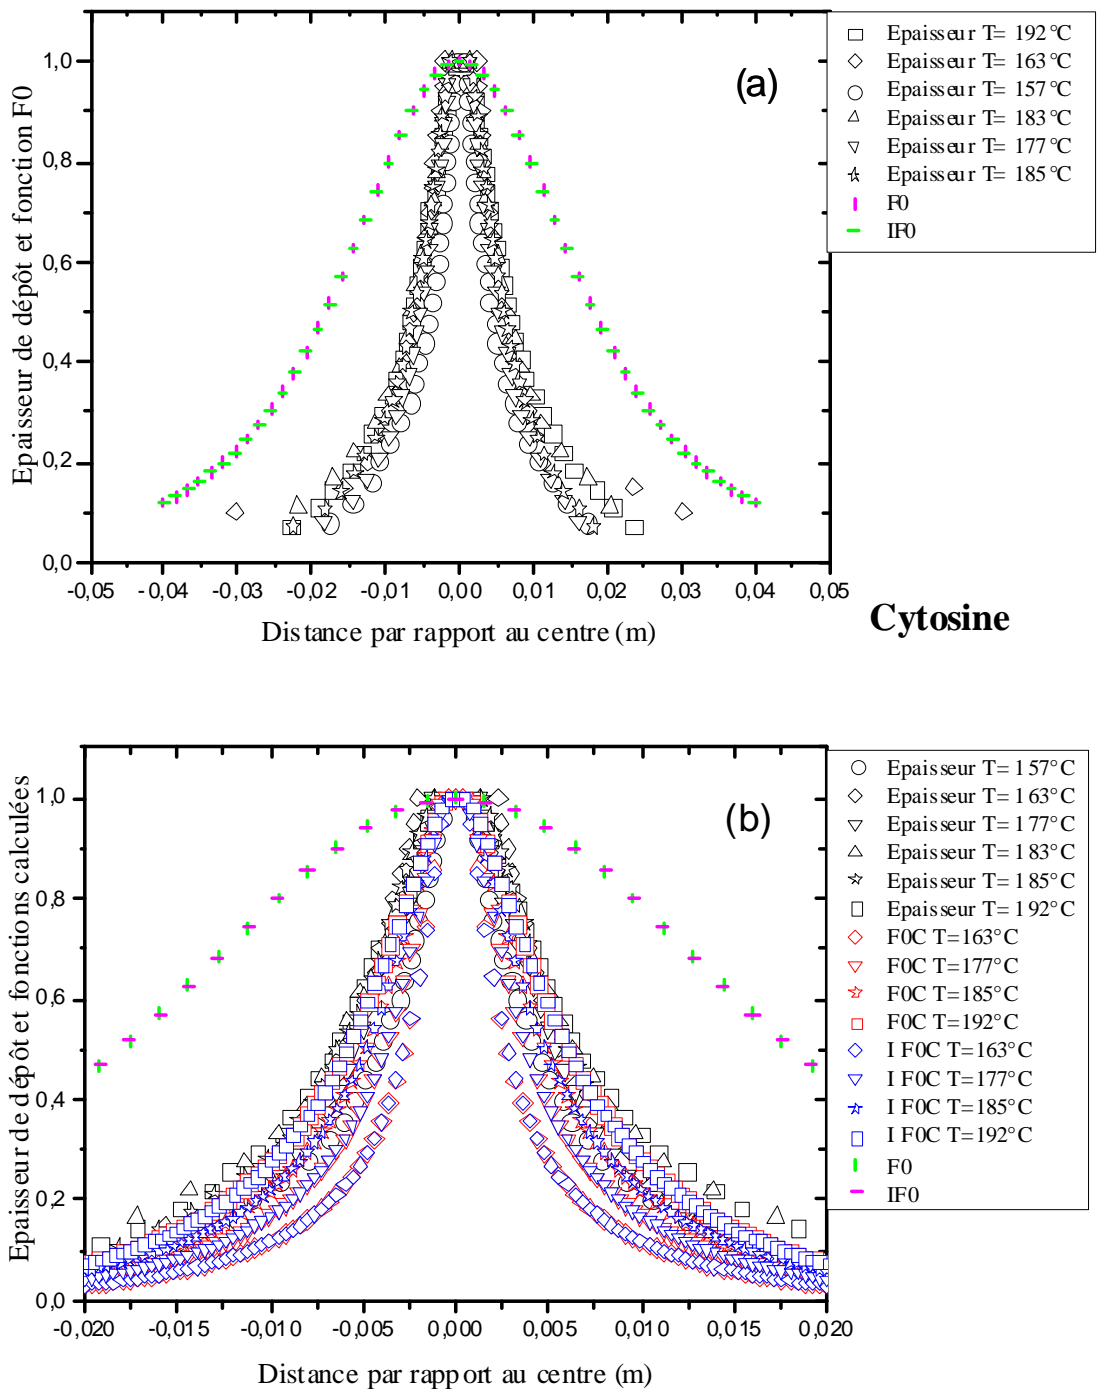 (a)
Epaisseur T= 192°C
Epaisseur T= 163°C
Epaisseur T= 157°C
Epaisseur T= 183°C
Epaisseur T= 177°C
Epaisseur T= 185°C
F0
IF0
Epaisseur de dépôt et fonction F0
1,0
0,8
0,6
0,4
0,2
0,0
-0,05 -0,04 -0,03 -0,02 -0,01 0,00 0,01 0,02 0,03 0,04 0,05
Distance par rapport au centre (m)
Cytosine
(b)
Epaisseur T=157°C
Epaisseur T=163°C
Epaisseur T=177°C
Epaisseur T=183°C
Epaisseur T=185°C
Epaisseur T=192°C
F0C T=163°C
F0C T=177°C
F0C T=185°C
F0C T=192°C
I F0C T=163°C
I F0C T=177°C
I F0C T=185°C
I F0C T=192°C
F0
IF0
Epaisseur de dépôt et fonctions calculées
1,0
0,8
0,6
0,4
0,2
0,0
-0,020 -0,015 -0,010 -0,005 0,000 0,005 0,010 0,015 0,020
Distance par rapport au centre (m)